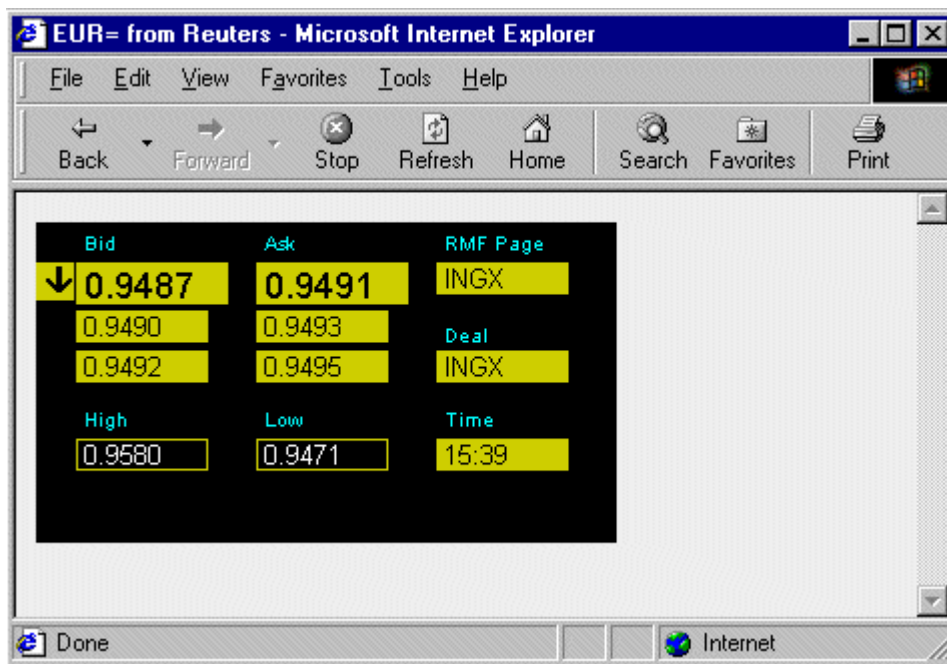 EUR= from Reuters - Microsoft Internet Explorer
File Edit View Favorites Tools Help
Back Forward Stop Refresh Home Search Favorites Print
Bid Ask RMF Page
0.9487 0.9491 INGX
0.9490 0.9493
Deal
0.9492 0.9495 INGX
High Low Time
0.9580 0.9471 15:39
Done Internet